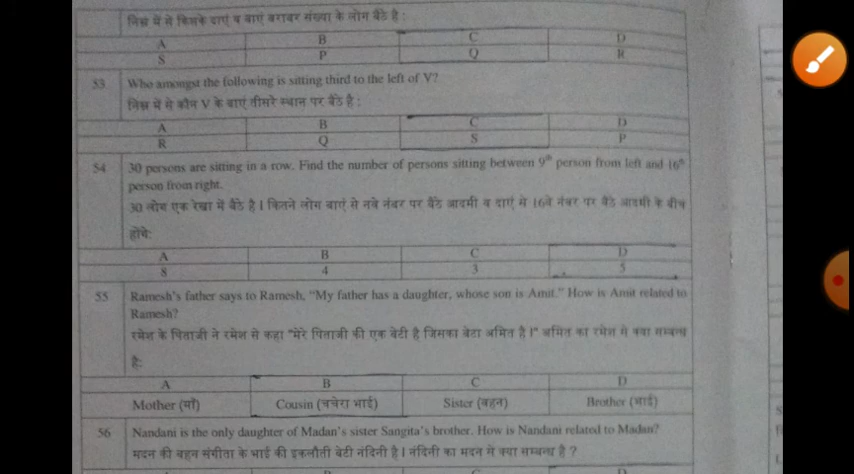 निम्न में से किसके दाएं व बाएं बराबर संख्या के लोग बैठे है :
A B C D
S P Q R
53 Who amongst the following is sitting third to the left of V?
निम्न में से कौन V के बाएं तीसरे स्थान पर बैठे है :
A B C D
R Q S P
54 30 persons are sitting in a row. Find the number of persons sitting between 9th person from left and 16th
person from right.
30 लोग एक रेखा में बैठे है। कितने लोग बाएं से नवे नंबर पर बैठे आदमी व दाएं से 16वे नंबर पर बैठे आदमी के बीच
होंगे:
A B C D
8 4 3 5
55 Ramesh's father says to Ramesh, "My father has a daughter, whose son is Amit." How is Amit related to
Ramesh?
रमेश के पिताजी ने रमेश से कहा "मेरे पिताजी की एक बेटी है जिसका बेटा अमित है।" अमित का रमेश से क्या सम्बन्ध
है:
A B C D
Mother (माँ) Cousin (चचेरा भाई) Sister (बहन) Brother (भाई)
56 Nandani is the only daughter of Madan's sister Sangita's brother. How is Nandani related to Madan?
मदन की बहन संगीता के भाई की इकलौती बेटी नंदिनी है। नंदिनी का मदन से क्या सम्बन्ध है ?